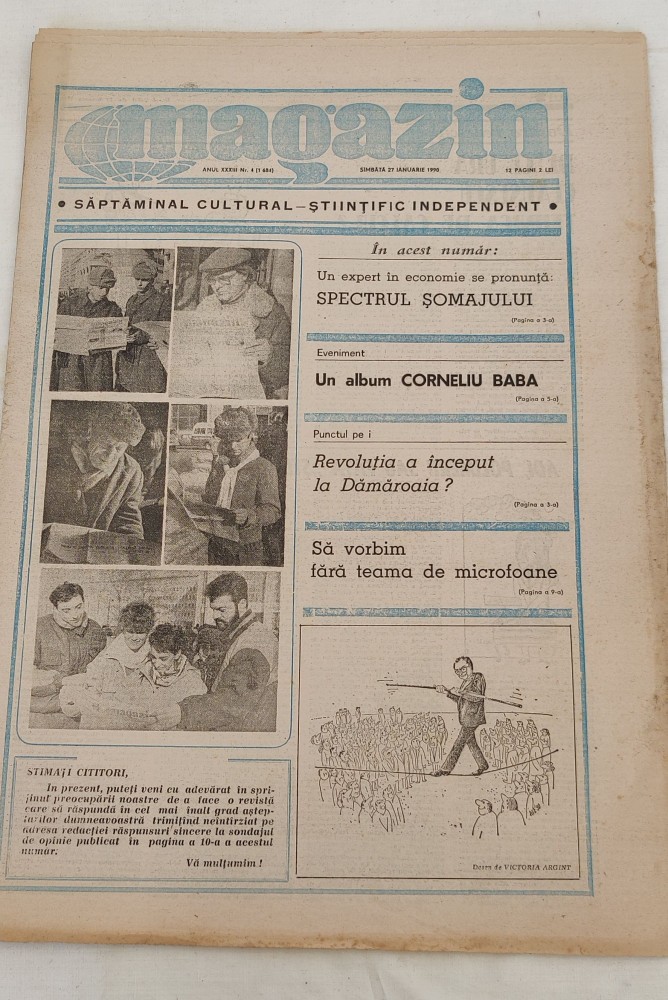 magazin
ANUL XXXIII Nr. 4 (1 684) SÎMBĂTĂ 27 IANUARIE 1990 12 PAGINI 2 LEI
• SĂPTĂMÎNAL CULTURAL—ŞTIINŢIFIC INDEPENDENT •
In acest număr:
Un expert în economie se pronunţă:
SPECTRUL ŞOMAJULUI
(Pagina a 3-a)
Eveniment
Un album CORNELIU BABA
(Pagina a 5-a)
Punctul pe i
Revoluţia a început
la Dămăroaia?
(Pagina a 3-a)
Să vorbim
fără teama de microfoane
(Pagina a 9-a)
STIMAŢI CITITORI,
In prezent, puteţi veni cu adevărat în spri-
jinul preocupării noastre de a face o revistă
care să răspundă în cel mai înalt grad aştep-
tărilor dumneavoastră trimiţînd neîntîrziat pe
adresa redacţiei răspunsuri sincere la sondajul
de opinie publicat în pagina a 10-a a acestui
număr.
Vă mulţumim!
Desen de VICTORIA ARGINT